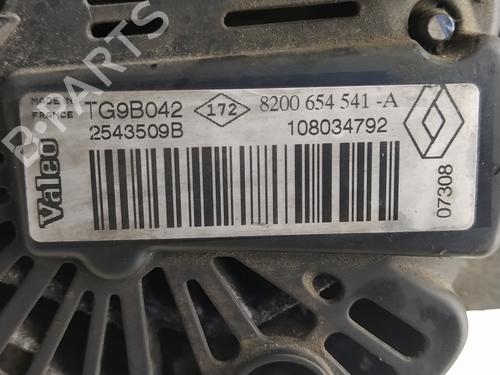 B-PARTS
MADE IN
FRANCE
TG9B042
172
8200 654 541 -A
2543509B
108034792
Valeo
07308